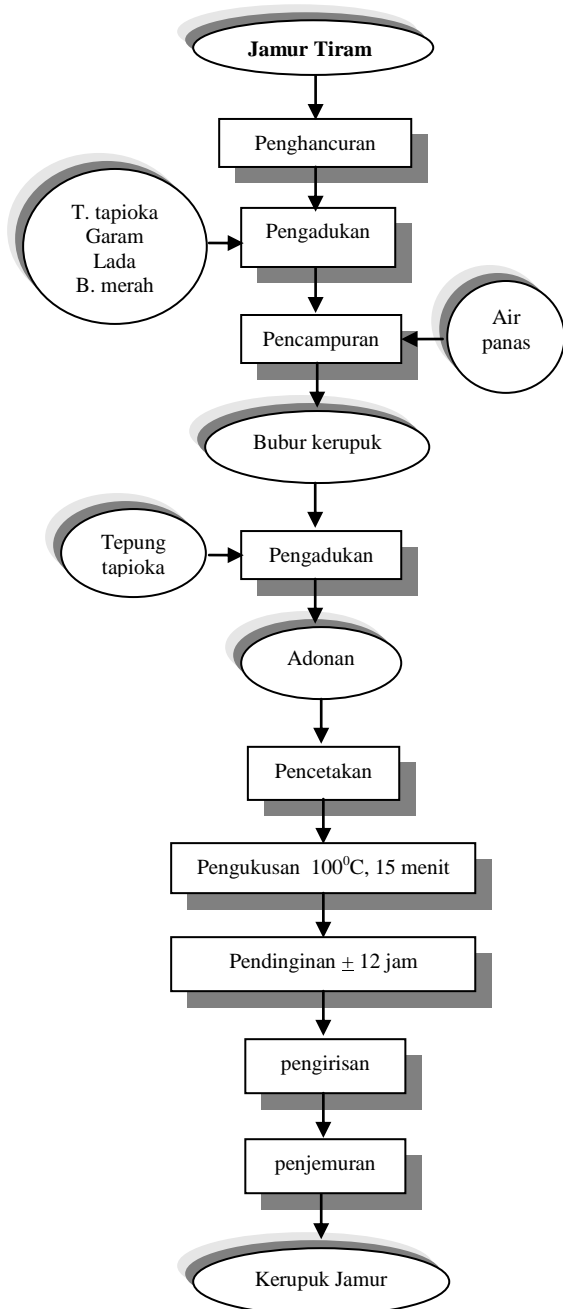 Jamur Tiram
Penghancuran
T. tapioka
Garam
Lada
B. merah
Pengadukan
Pencampuran
Air
panas
Bubur kerupuk
Tepung
tapioka
Pengadukan
Adonan
Pencetakan
Pengukusan 100⁰C, 15 menit
Pendinginan ± 12 jam
pengirisan
penjemuran
Kerupuk Jamur